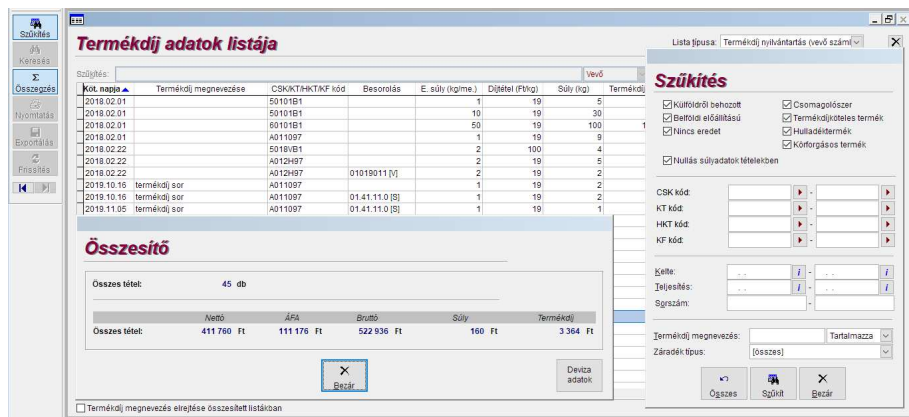 Szűkítés
Keresés
Σ
Összegzés
Nyomtatás
Exportálás
Frissítés
Termékdíj adatok listája
Lista típusa: Termékdíj nyilvántartás (vevő száml
Szűkítés:
Vevő
Köt. napja Termékdíj megnevezése CSK/KT/HKT/KF kód Besorolás E. súly (kg/me.) Díjtétel (Ft/kg) Súly (kg) Termékdíj
2018.02.01 50101B1 1 19 5
2018.02.01 50101B1 10 19 30
2018.02.01 60101B1 50 19 100 1
2018.02.01 A011097 1 19 9
2018.02.22 5018VB1 2 100 4
2018.02.22 A012H97 2 19 5
2018.02.22 A012H97 01019011 [V] 2 19 2
2019.10.16 termékdíj sor A011097 1 19 2
2019.10.16 termékdíj sor A011097 01.41.11.0 [S] 1 19 2
2019.11.05 termékdíj sor A011097 01.41.11.0 [S] 1 19 1
Összesítő
Összes tétel: 45 db
Nettó ÁFA Bruttó Súly Termékdíj
Összes tétel: 411 760 Ft 111 176 Ft 522 936 Ft 160 Ft 3 364 Ft
Bezár
Deviza adatok
Termékdíj megnevezés elrejtése összesített listákban
Szűkítés
Külföldről behozott Csomagolószer
Belföldi előállítású Termékdíjköteles termék
Nincs eredet Hulladéktermék
Körforgásos termék
Nullás súlyadatok tételekben
CSK kód: -
KT kód: -
HKT kód: -
KF kód: -
Kelte: . . i - . . i
Teljesítés: . . i - . . i
Sorszám: -
Termékdíj megnevezés: Tartalmazza
Záradék típus: [összes]
Összes Szűkít Bezár